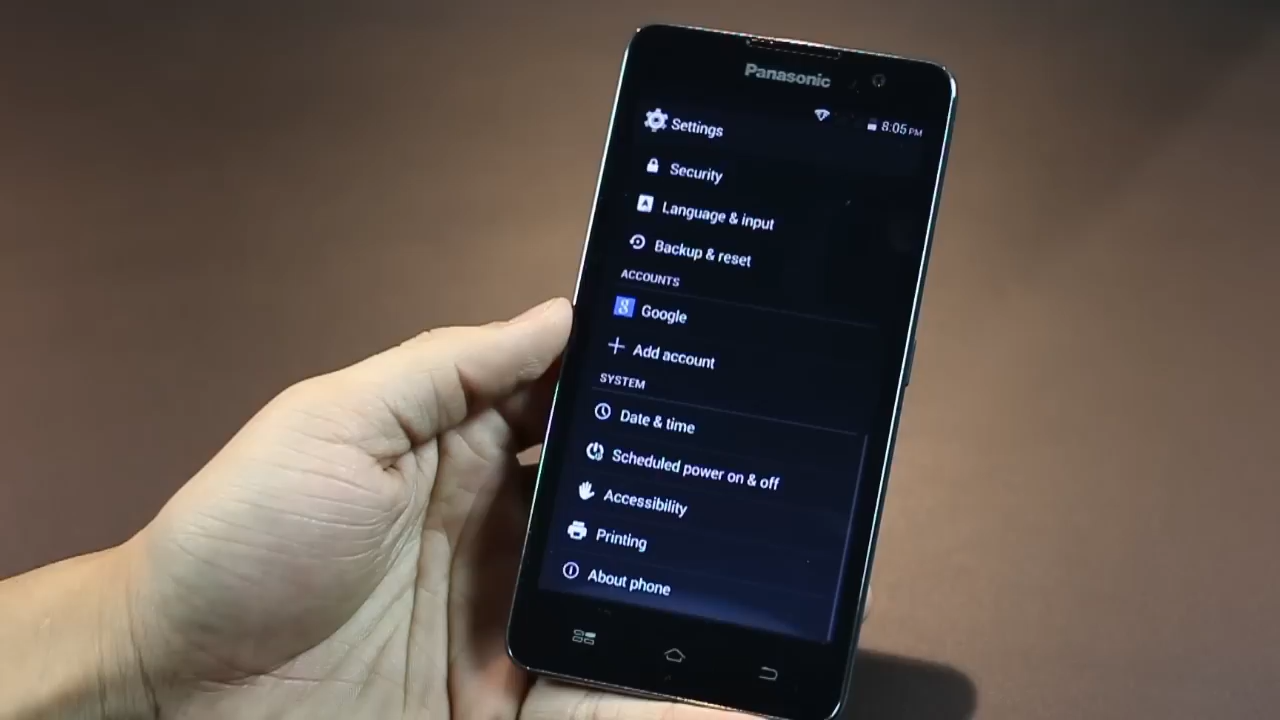 Panasonic
8:05 PM
Settings
Security
Language & input
Backup & reset
ACCOUNTS
Google
Add account
SYSTEM
Date & time
Scheduled power on & off
Accessibility
Printing
About phone